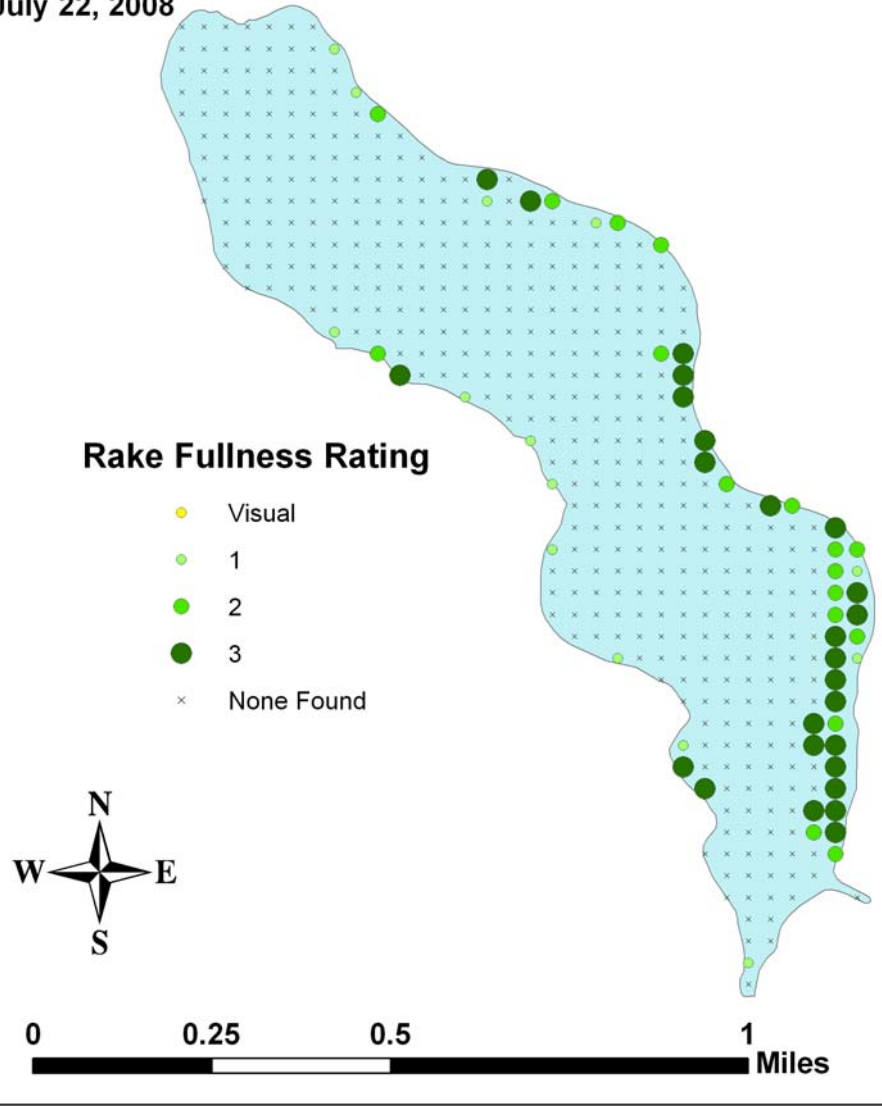 July 22, 2008
Rake Fullness Rating
Visual
1
2
3
None Found
N
W E
S
0 0.25 0.5 1
Miles